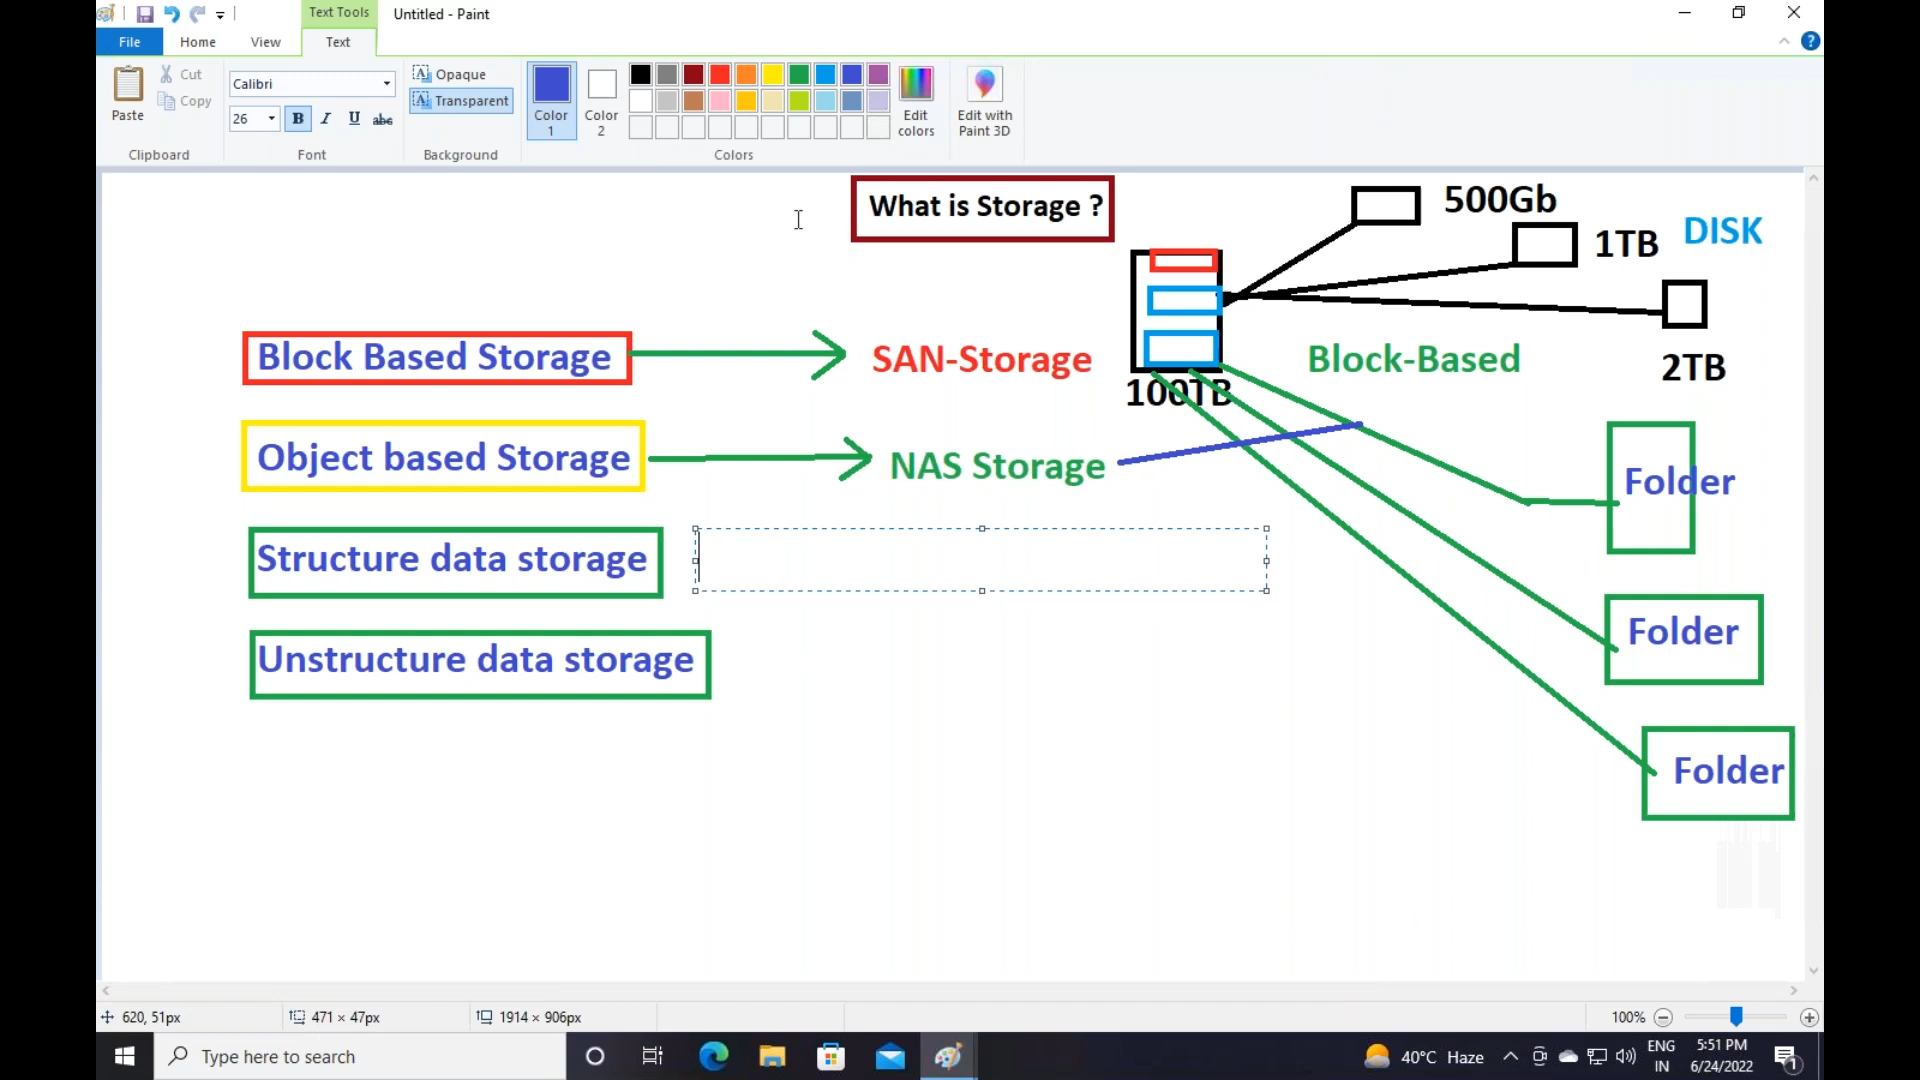 Text Tools
Untitled - Paint
File
Home
View
Text
Paste
Cut
Copy
Clipboard
Calibri
26
B
I
U
abc
Font
Opaque
Transparent
Background
Color
1
Color
2
Edit
colors
Colors
Edit with
Paint 3D
What is Storage ?
500Gb
1TB
DISK
2TB
Block Based Storage
SAN-Storage
100TB
Block-Based
Object based Storage
NAS Storage
Folder
Structure data storage
Folder
Unstructure data storage
Folder
620, 51px
471 × 47px
1914 × 906px
100%
Type here to search
40°C Haze
ENG
IN
5:51 PM
6/24/2022
1